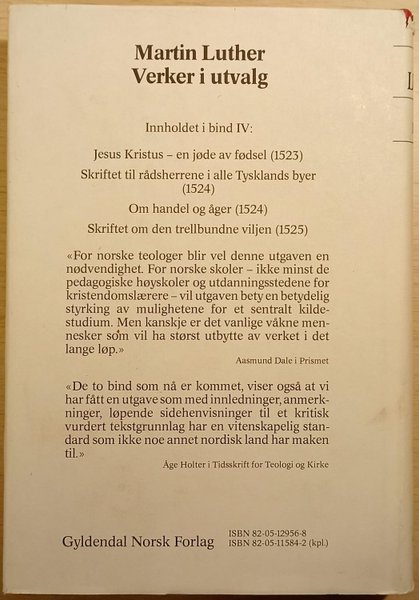 Martin Luther
Verker i utvalg
Innholdet i bind IV:
Jesus Kristus – en jøde av fødsel (1523)
Skriftet til rådsherrene i alle Tysklands byer
(1524)
Om handel og åger (1524)
Skriftet om den trellbundne viljen (1525)
«For norske teologer blir vel denne utgaven en
nødvendighet. For norske skoler – ikke minst de
pedagogiske høyskoler og utdanningsstedene for
kristendomslærere – vil utgaven bety en betydelig
styrking av mulighetene for et sentralt kilde-
studium. Men kanskje er det vanlige våkne men-
nesker som vil ha størst utbytte av verket i det
lange løp.»
Aasmund Dale i Prismet
«De to bind som nå er kommet, viser også at vi
har fått en utgave som med innledninger, anmerk-
ninger, løpende sidehenvisninger til et kritisk
vurdert tekstgrunnlag har en vitenskapelig stan-
dard som ikke noe annet nordisk land har maken
til.»
Åge Holter i Tidsskrift for Teologi og Kirke
Gyldendal Norsk Forlag
ISBN 82-05-12956-8
ISBN 82-05-11584-2 (kpl.)